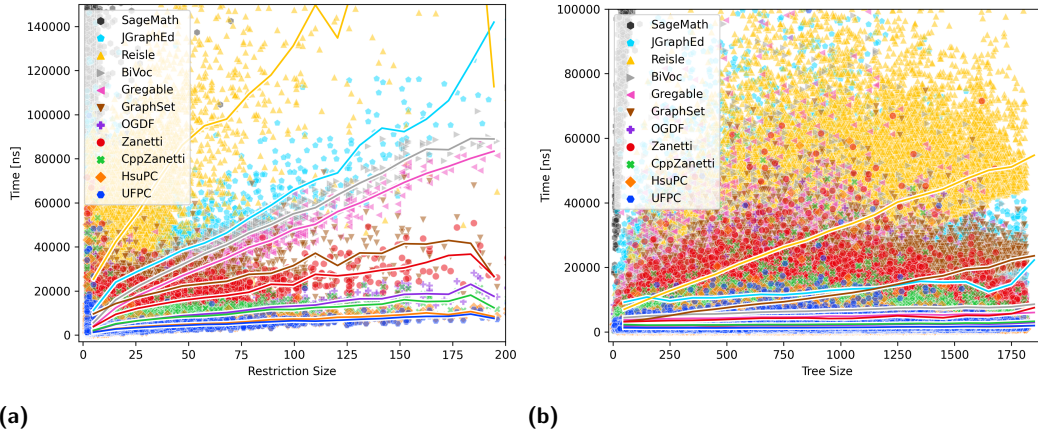 140000
120000
100000
80000
60000
40000
20000
0
Time [ns]
SageMath
JGraphEd
Reisle
BiVoc
Gregable
GraphSet
OGDF
Zanetti
CppZanetti
HsuPC
UFPC
0 25 50 75 100 125 150 175 200
Restriction Size
(a)
100000
80000
60000
40000
20000
0
Time [ns]
SageMath
JGraphEd
Reisle
BiVoc
Gregable
GraphSet
OGDF
Zanetti
CppZanetti
HsuPC
UFPC
0 250 500 750 1000 1250 1500 1750
Tree Size
(b)